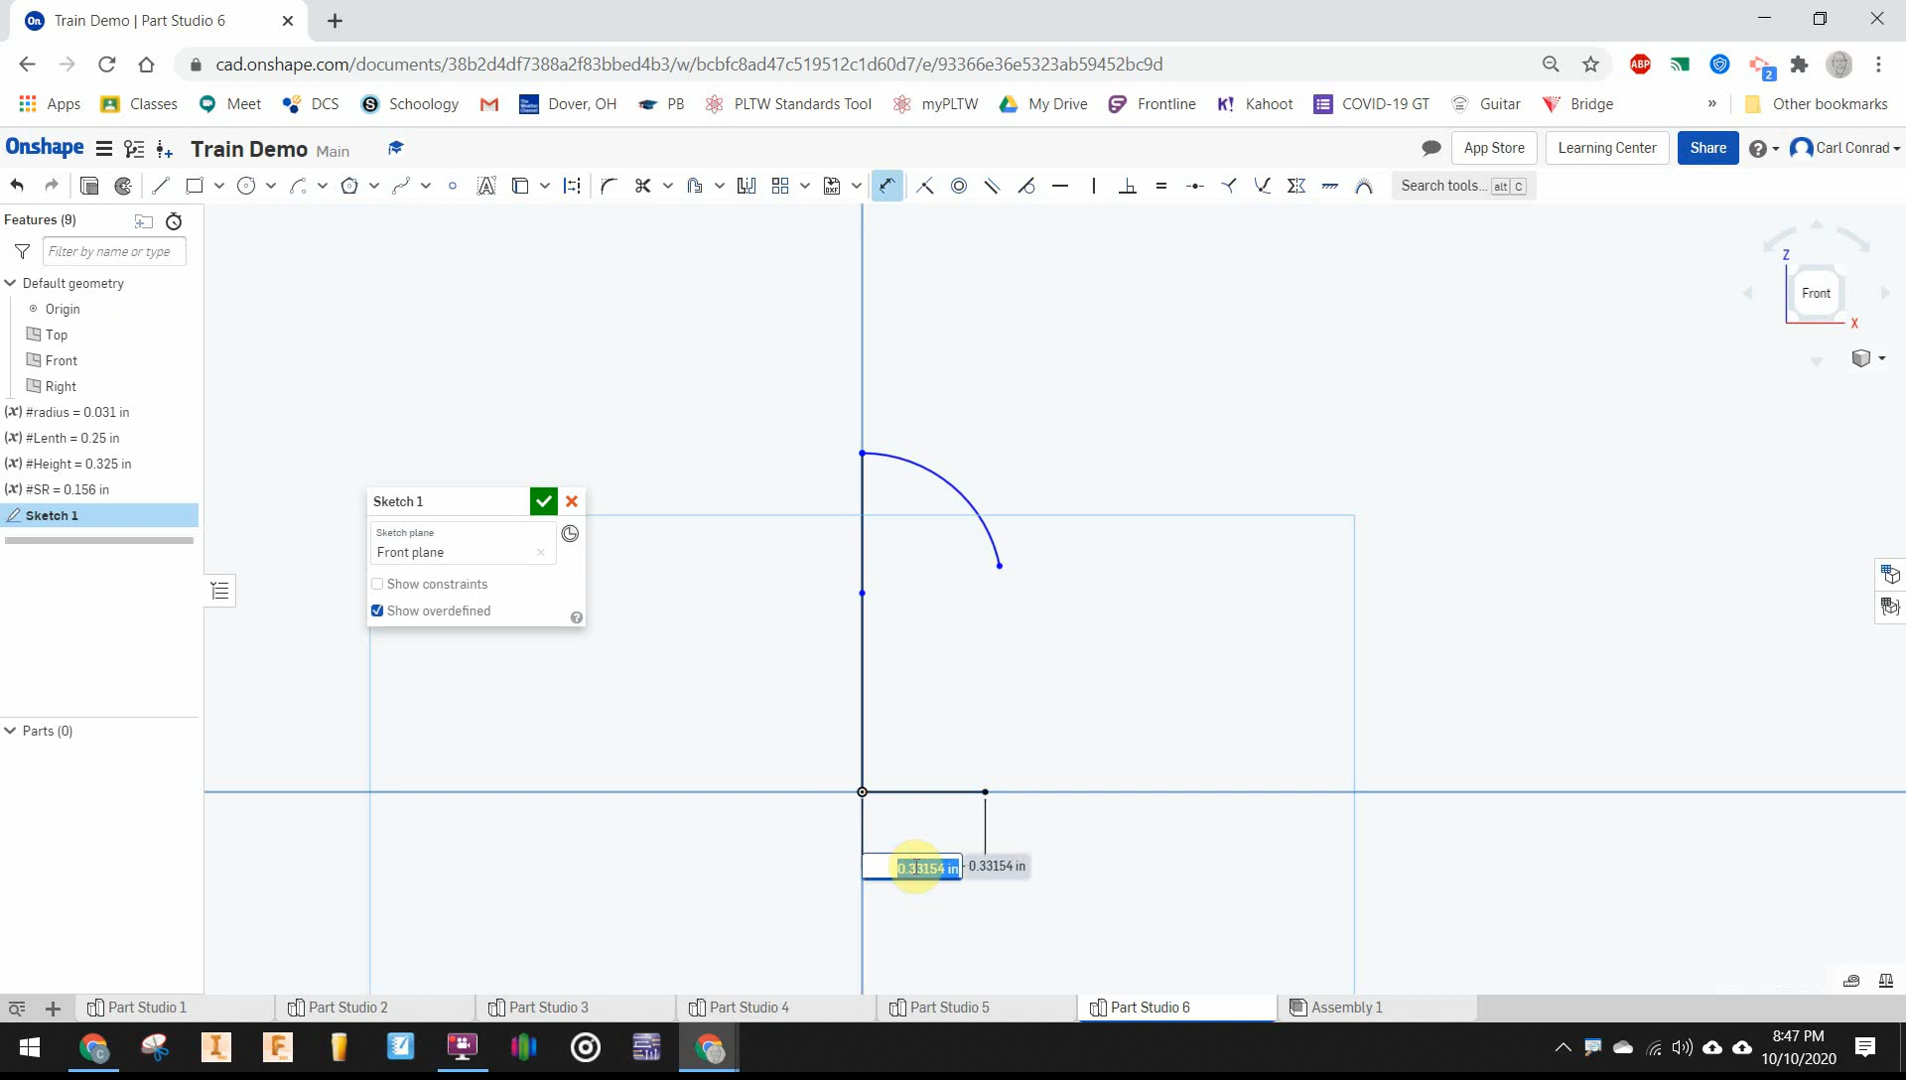 On Train Demo | Part Studio 6
cad.onshape.com/documents/38b2d4df7388a2f83bbed4b3/w/bcbfc8ad47c519512c1d60d7/e/93366e36e5323ab59452bc9d
ABP
2
Apps Classes Meet DCS Schoology Dover, OH PB PLTW Standards Tool myPLTW My Drive Frontline Kahoot COVID-19 GT Guitar Bridge » Other bookmarks
Onshape Train Demo Main App Store Learning Center Share Carl Conrad
Search tools... alt C
Features (9)
Filter by name or type
Default geometry
Origin
Top
Front
Right
(x) #radius = 0.031 in
(x) #Lenth = 0.25 in
(x) #Height = 0.325 in
(x) #SR = 0.156 in
Sketch 1
Parts (0)
Sketch 1
Sketch plane
Front plane
Show constraints
Show overdefined
Z
Front
X
0.33154 in 0.33154 in
Part Studio 1 Part Studio 2 Part Studio 3 Part Studio 4 Part Studio 5 Part Studio 6 Assembly 1
8:47 PM
10/10/2020